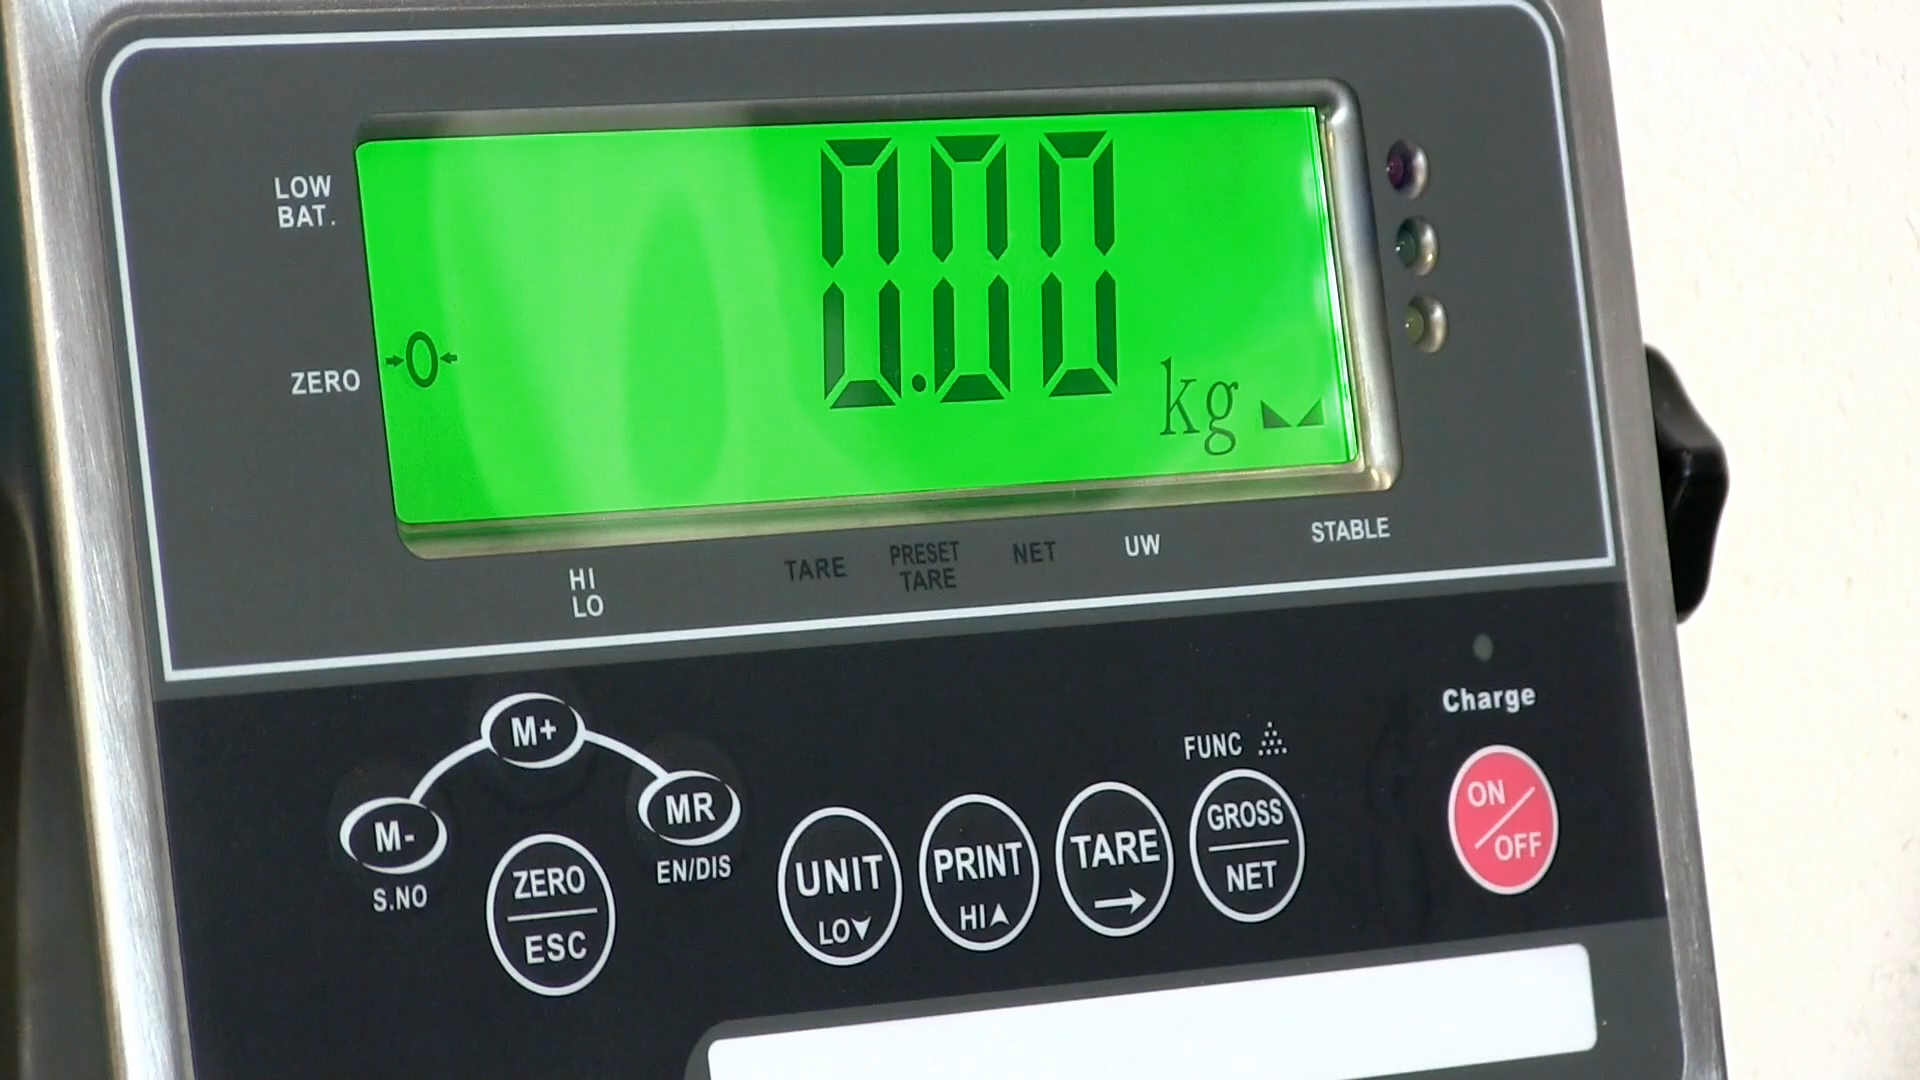 LOW
BAT.
0.00
→0←
kg
ZERO
HI
LO
TARE
PRESET
TARE
NET
UW
STABLE
Charge
M+
M-
MR
S.NO
EN/DIS
ZERO
ESC
UNIT
LO▼
PRINT
HI▲
TARE
→
FUNC
GROSS
NET
ON/OFF